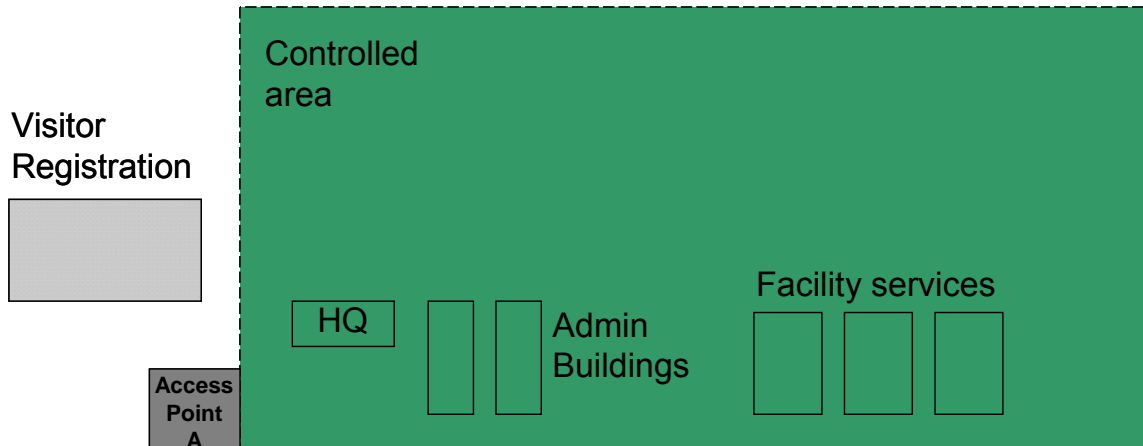 Controlled
area
Visitor
Registration
Facility services
HQ
Admin
Buildings
Access
Point
A